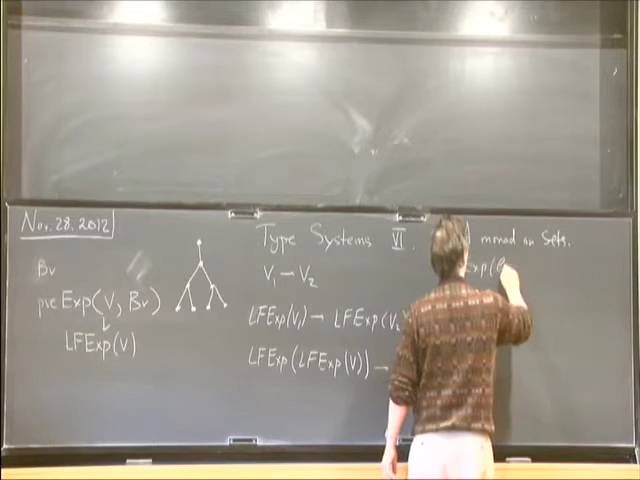 Nov. 28. 2012
Bv
preExp(V, Bv)
LFExp(V)
Type Systems VI.
V₁ → V₂
LFExp(V₁) → LFExp(V₂
LFExp(LFExp(V)) →
monad on Sets.
Exp(